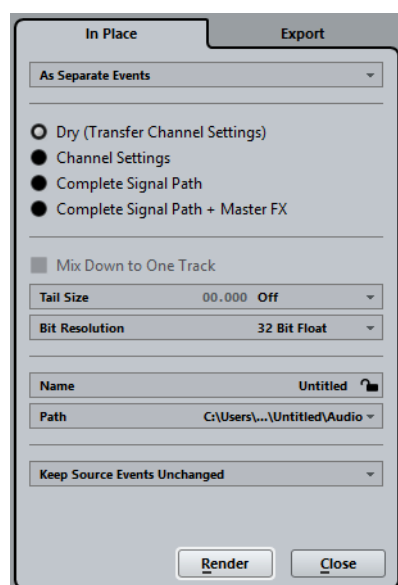 In Place Export
As Separate Events
Dry (Transfer Channel Settings)
Channel Settings
Complete Signal Path
Complete Signal Path + Master FX
Mix Down to One Track
Tail Size 00.000 Off
Bit Resolution 32 Bit Float
Name Untitled
Path C:\Users\...\Untitled\Audio
Keep Source Events Unchanged
Render Close